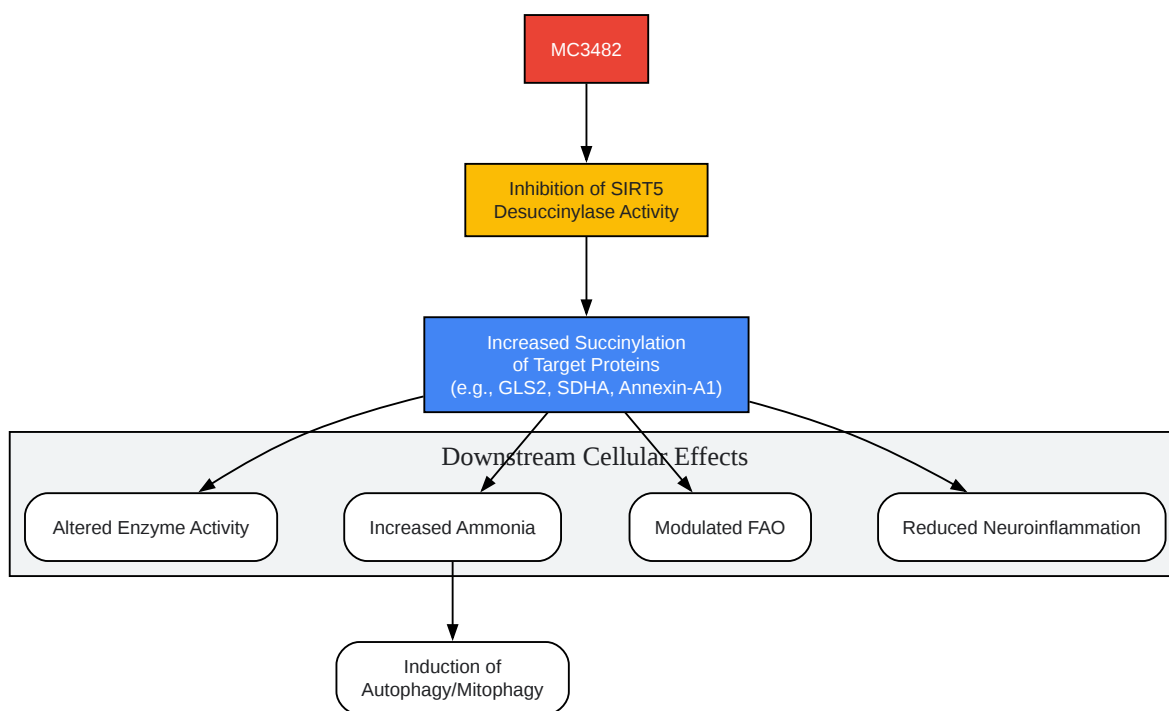 MC3482
Inhibition of SIRT5
Desuccinylase Activity
Increased Succinylation
of Target Proteins
(e.g., GLS2, SDHA, Annexin-A1)
Downstream Cellular Effects
Altered Enzyme Activity
Increased Ammonia
Modulated FAO
Reduced Neuroinflammation
Induction of
Autophagy/Mitophagy